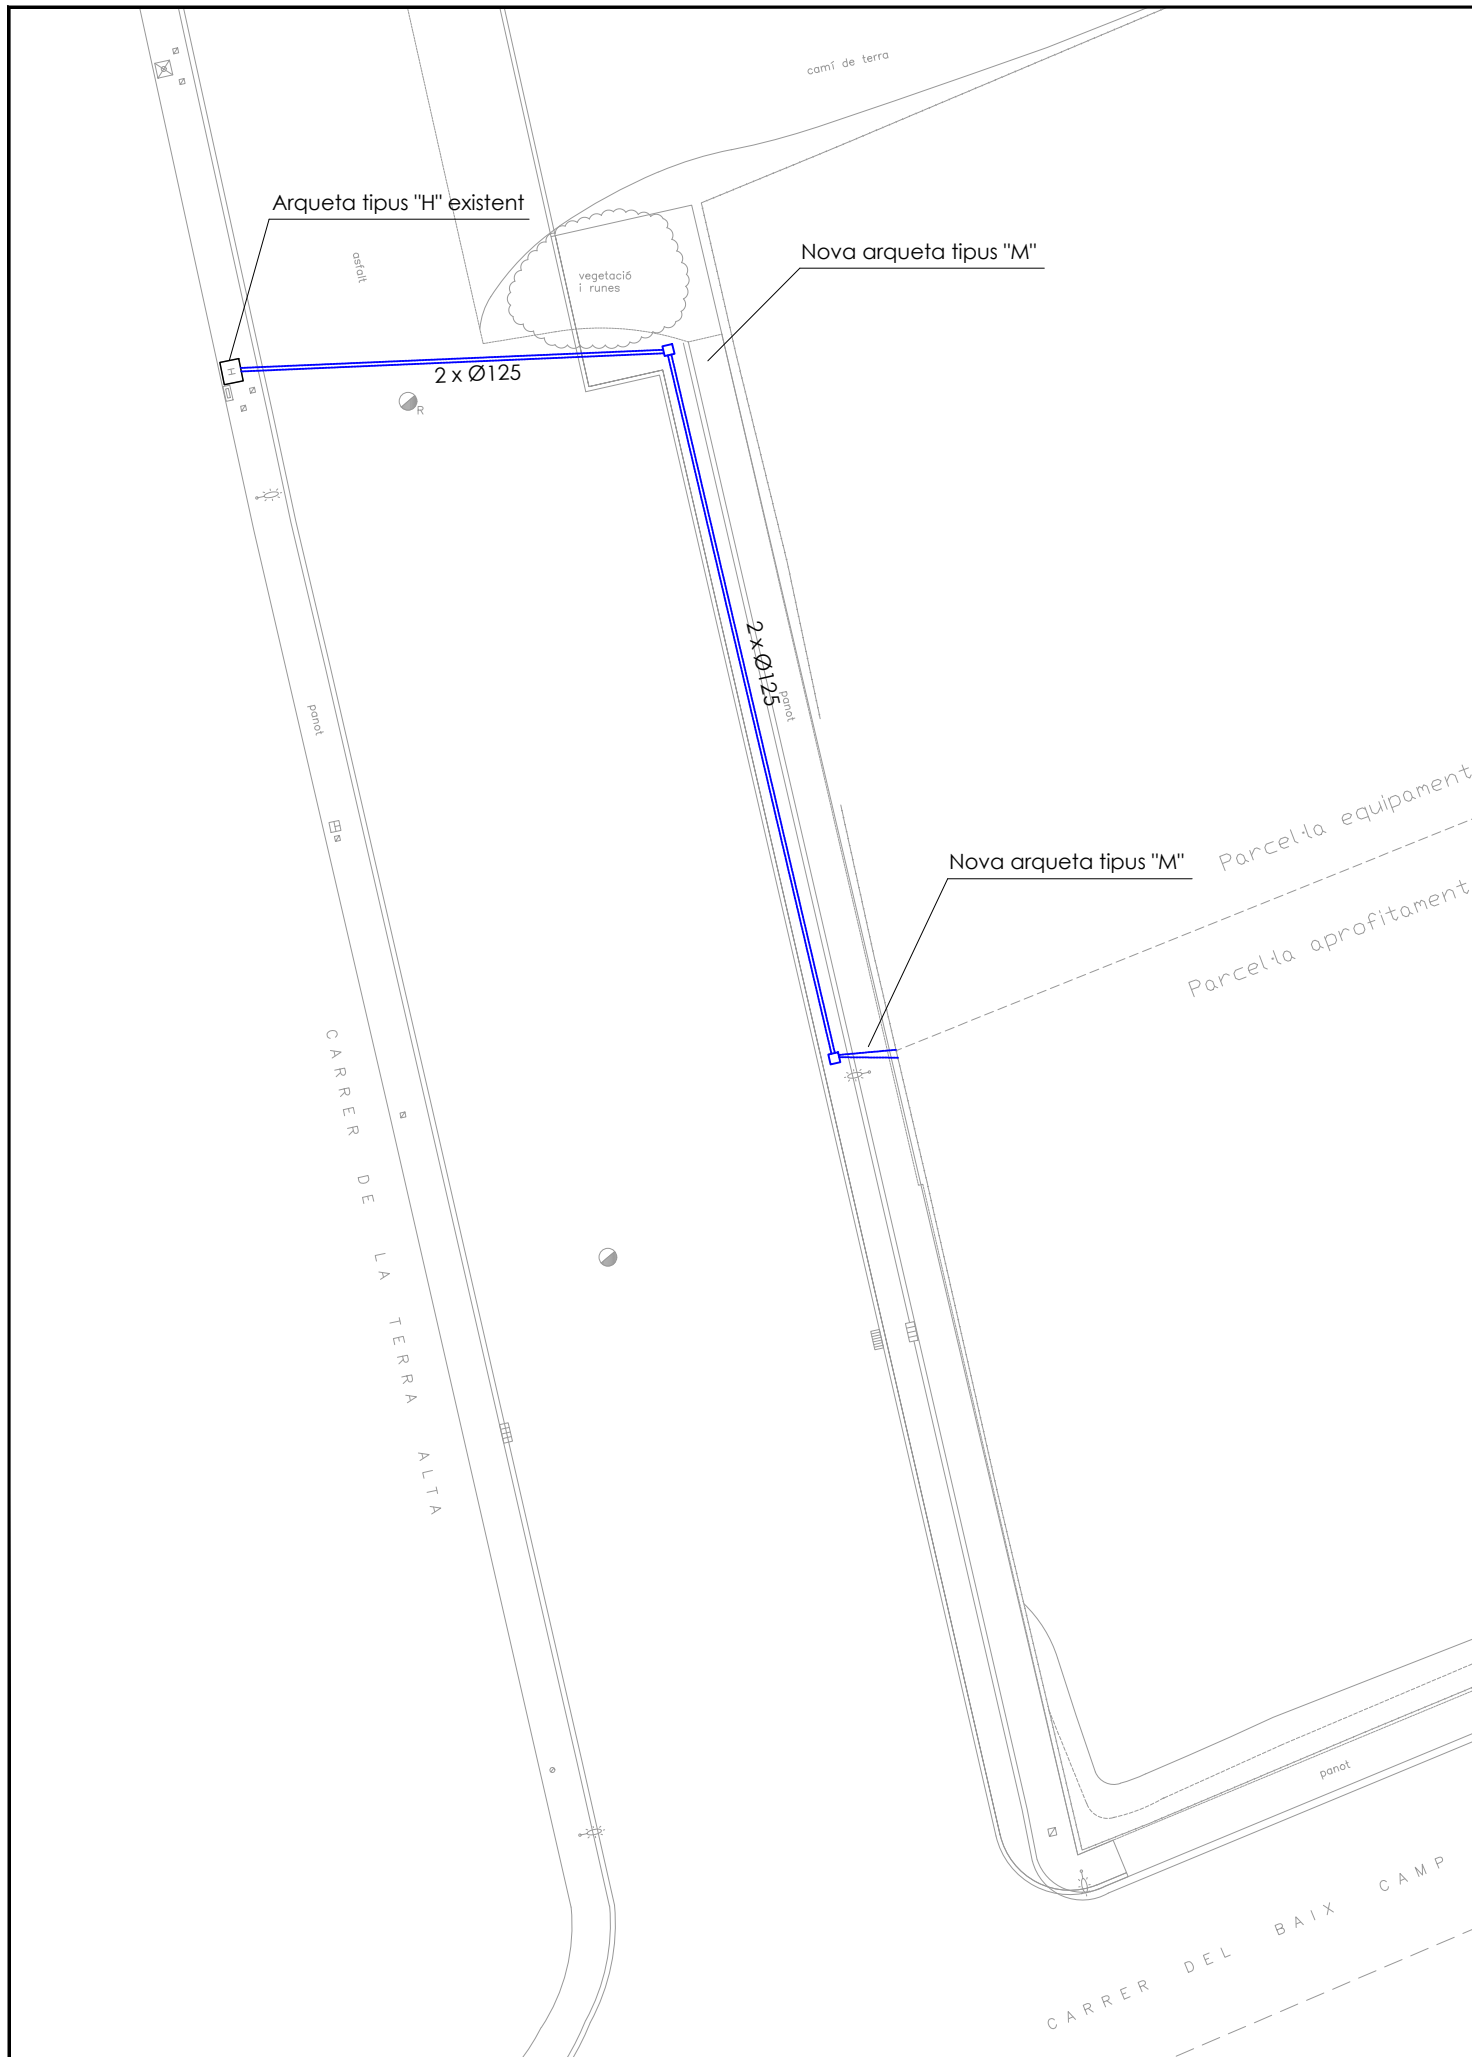 camí de terra
Arqueta tipus "H" existent
Nova arqueta tipus "M"
asfalt
vegetació
i runes
H
2 x Ø125
R
2 x Ø125
panot
panot
Parcel·la equipament
Nova arqueta tipus "M"
Parcel·la aprofitament
CARRER DE LA TERRA ALTA
panot
CARRER DEL BAIX CAMP